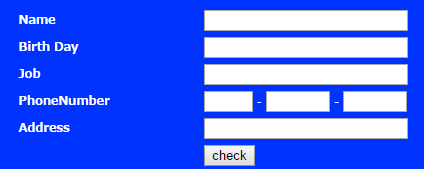 Name
Birth Day
Job
PhoneNumber - -
Address
check